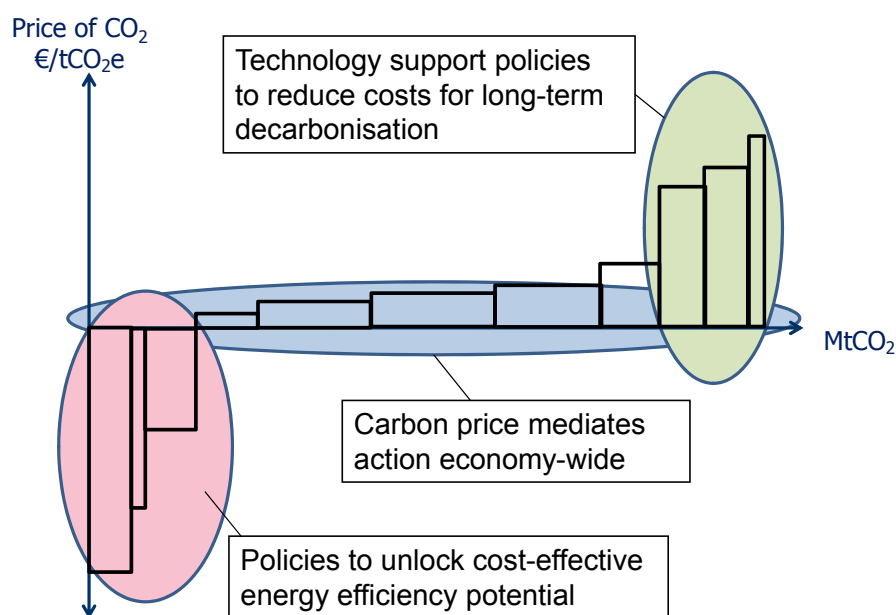 Price of CO₂
€/tCO₂e
Technology support policies
to reduce costs for long-term
decarbonisation
MtCO₂
Carbon price mediates
action economy-wide
Policies to unlock cost-effective
energy efficiency potential